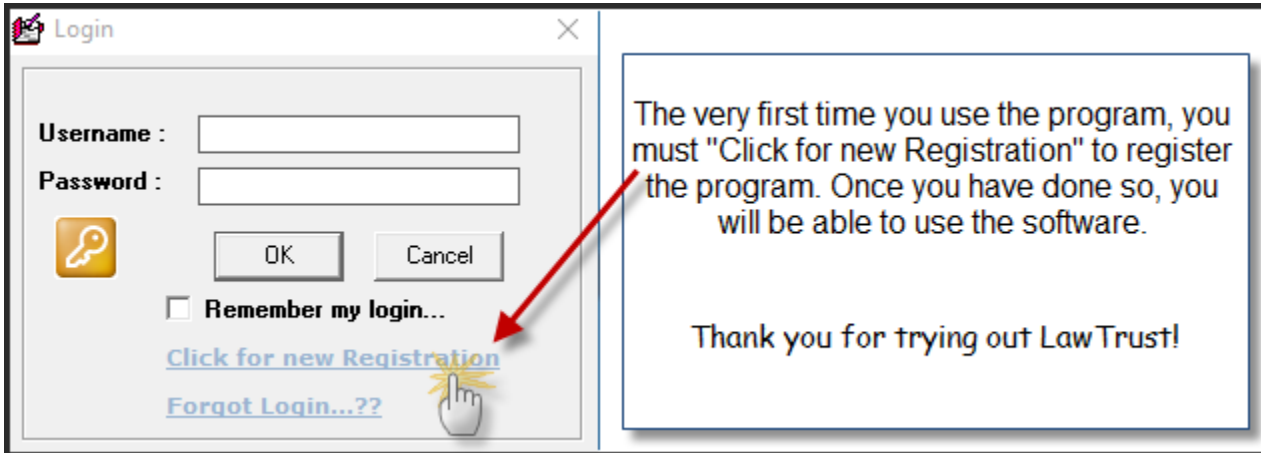 Login
Username :
Password :
OK
Cancel
Remember my login...
Click for new Registration
Forgot Login...??
The very first time you use the program, you
must "Click for new Registration" to register
the program. Once you have done so, you
will be able to use the software.
Thank you for trying out LawTrust!